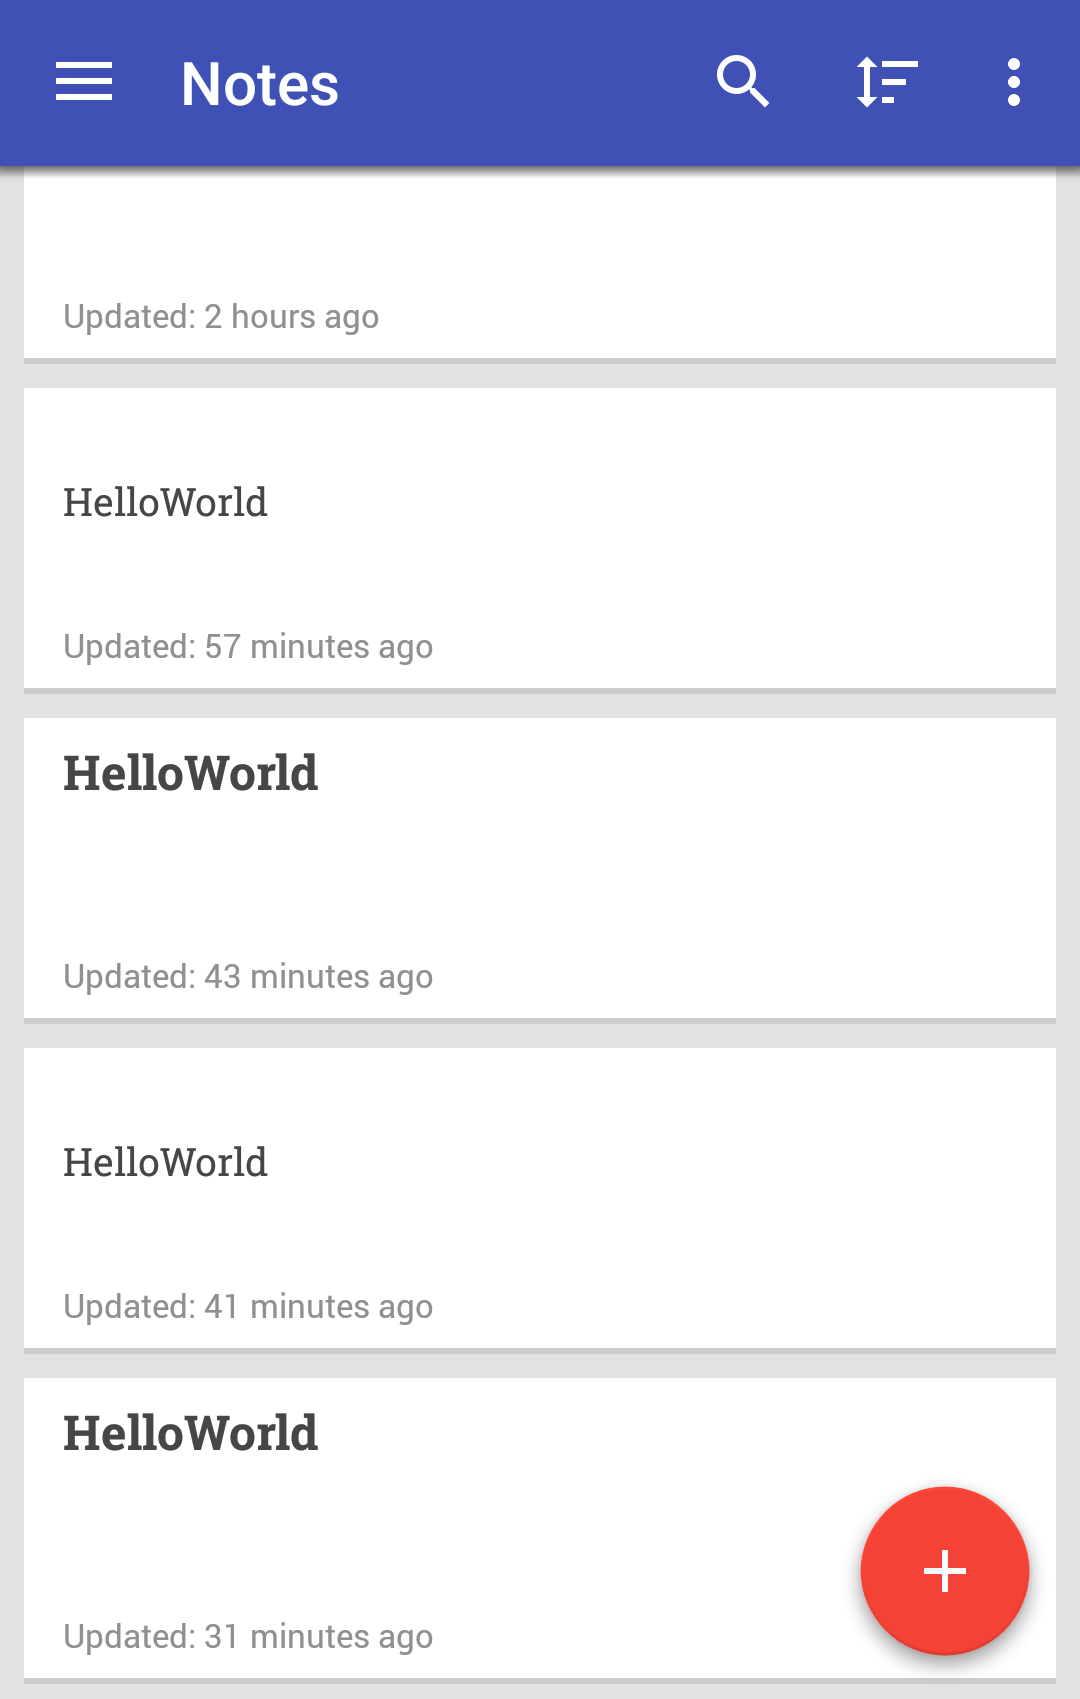 Notes
Updated: 2 hours ago
HelloWorld
Updated: 57 minutes ago
HelloWorld
Updated: 43 minutes ago
HelloWorld
Updated: 41 minutes ago
HelloWorld
Updated: 31 minutes ago